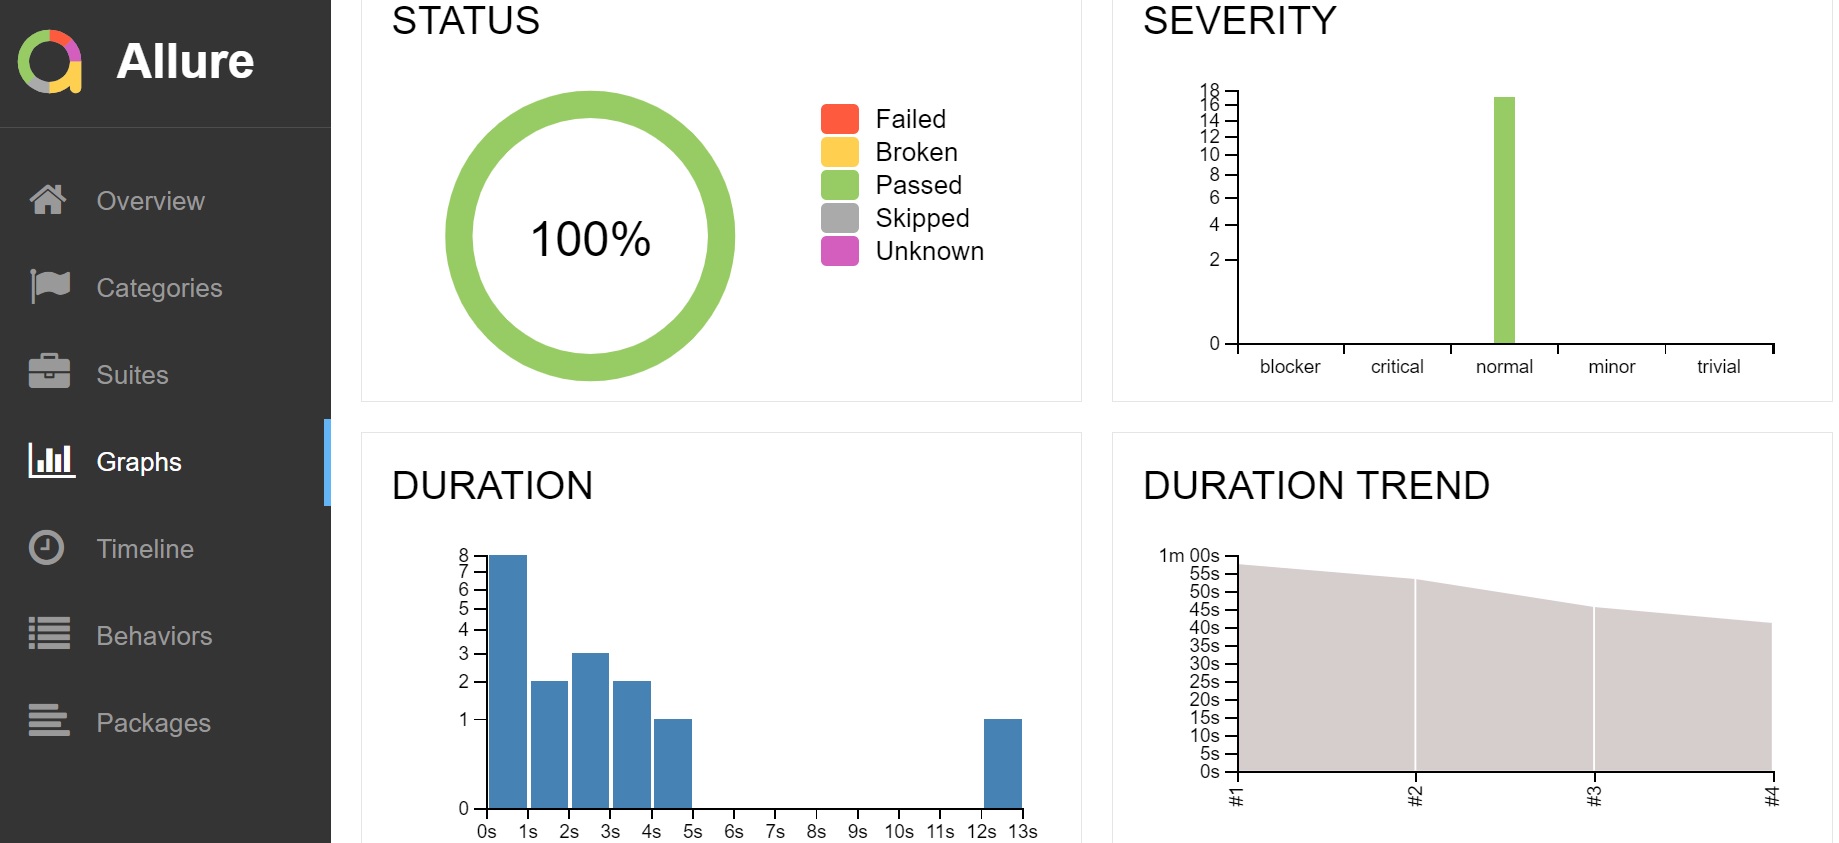 Allure
Overview
Categories
Suites
Graphs
Timeline
Behaviors
Packages
STATUS
100%
Failed
Broken
Passed
Skipped
Unknown
SEVERITY
18
16
14
12
10
8
6
4
2
0
blocker critical normal minor trivial
DURATION
8
7
6
5
4
3
2
1
0
0s 1s 2s 3s 4s 5s 6s 7s 8s 9s 10s 11s 12s 13s
DURATION TREND
1m 00s
55s
50s
45s
40s
35s
30s
25s
20s
15s
10s
5s
0s
#1 #2 #3 #4